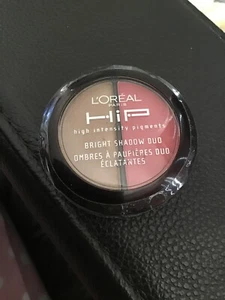 L'ORÉAL
PARIS
HiP
high intensity pigments
BRIGHT SHADOW DUO
OMBRES À PAUPIÈRES DUO
ÉCLATANTES